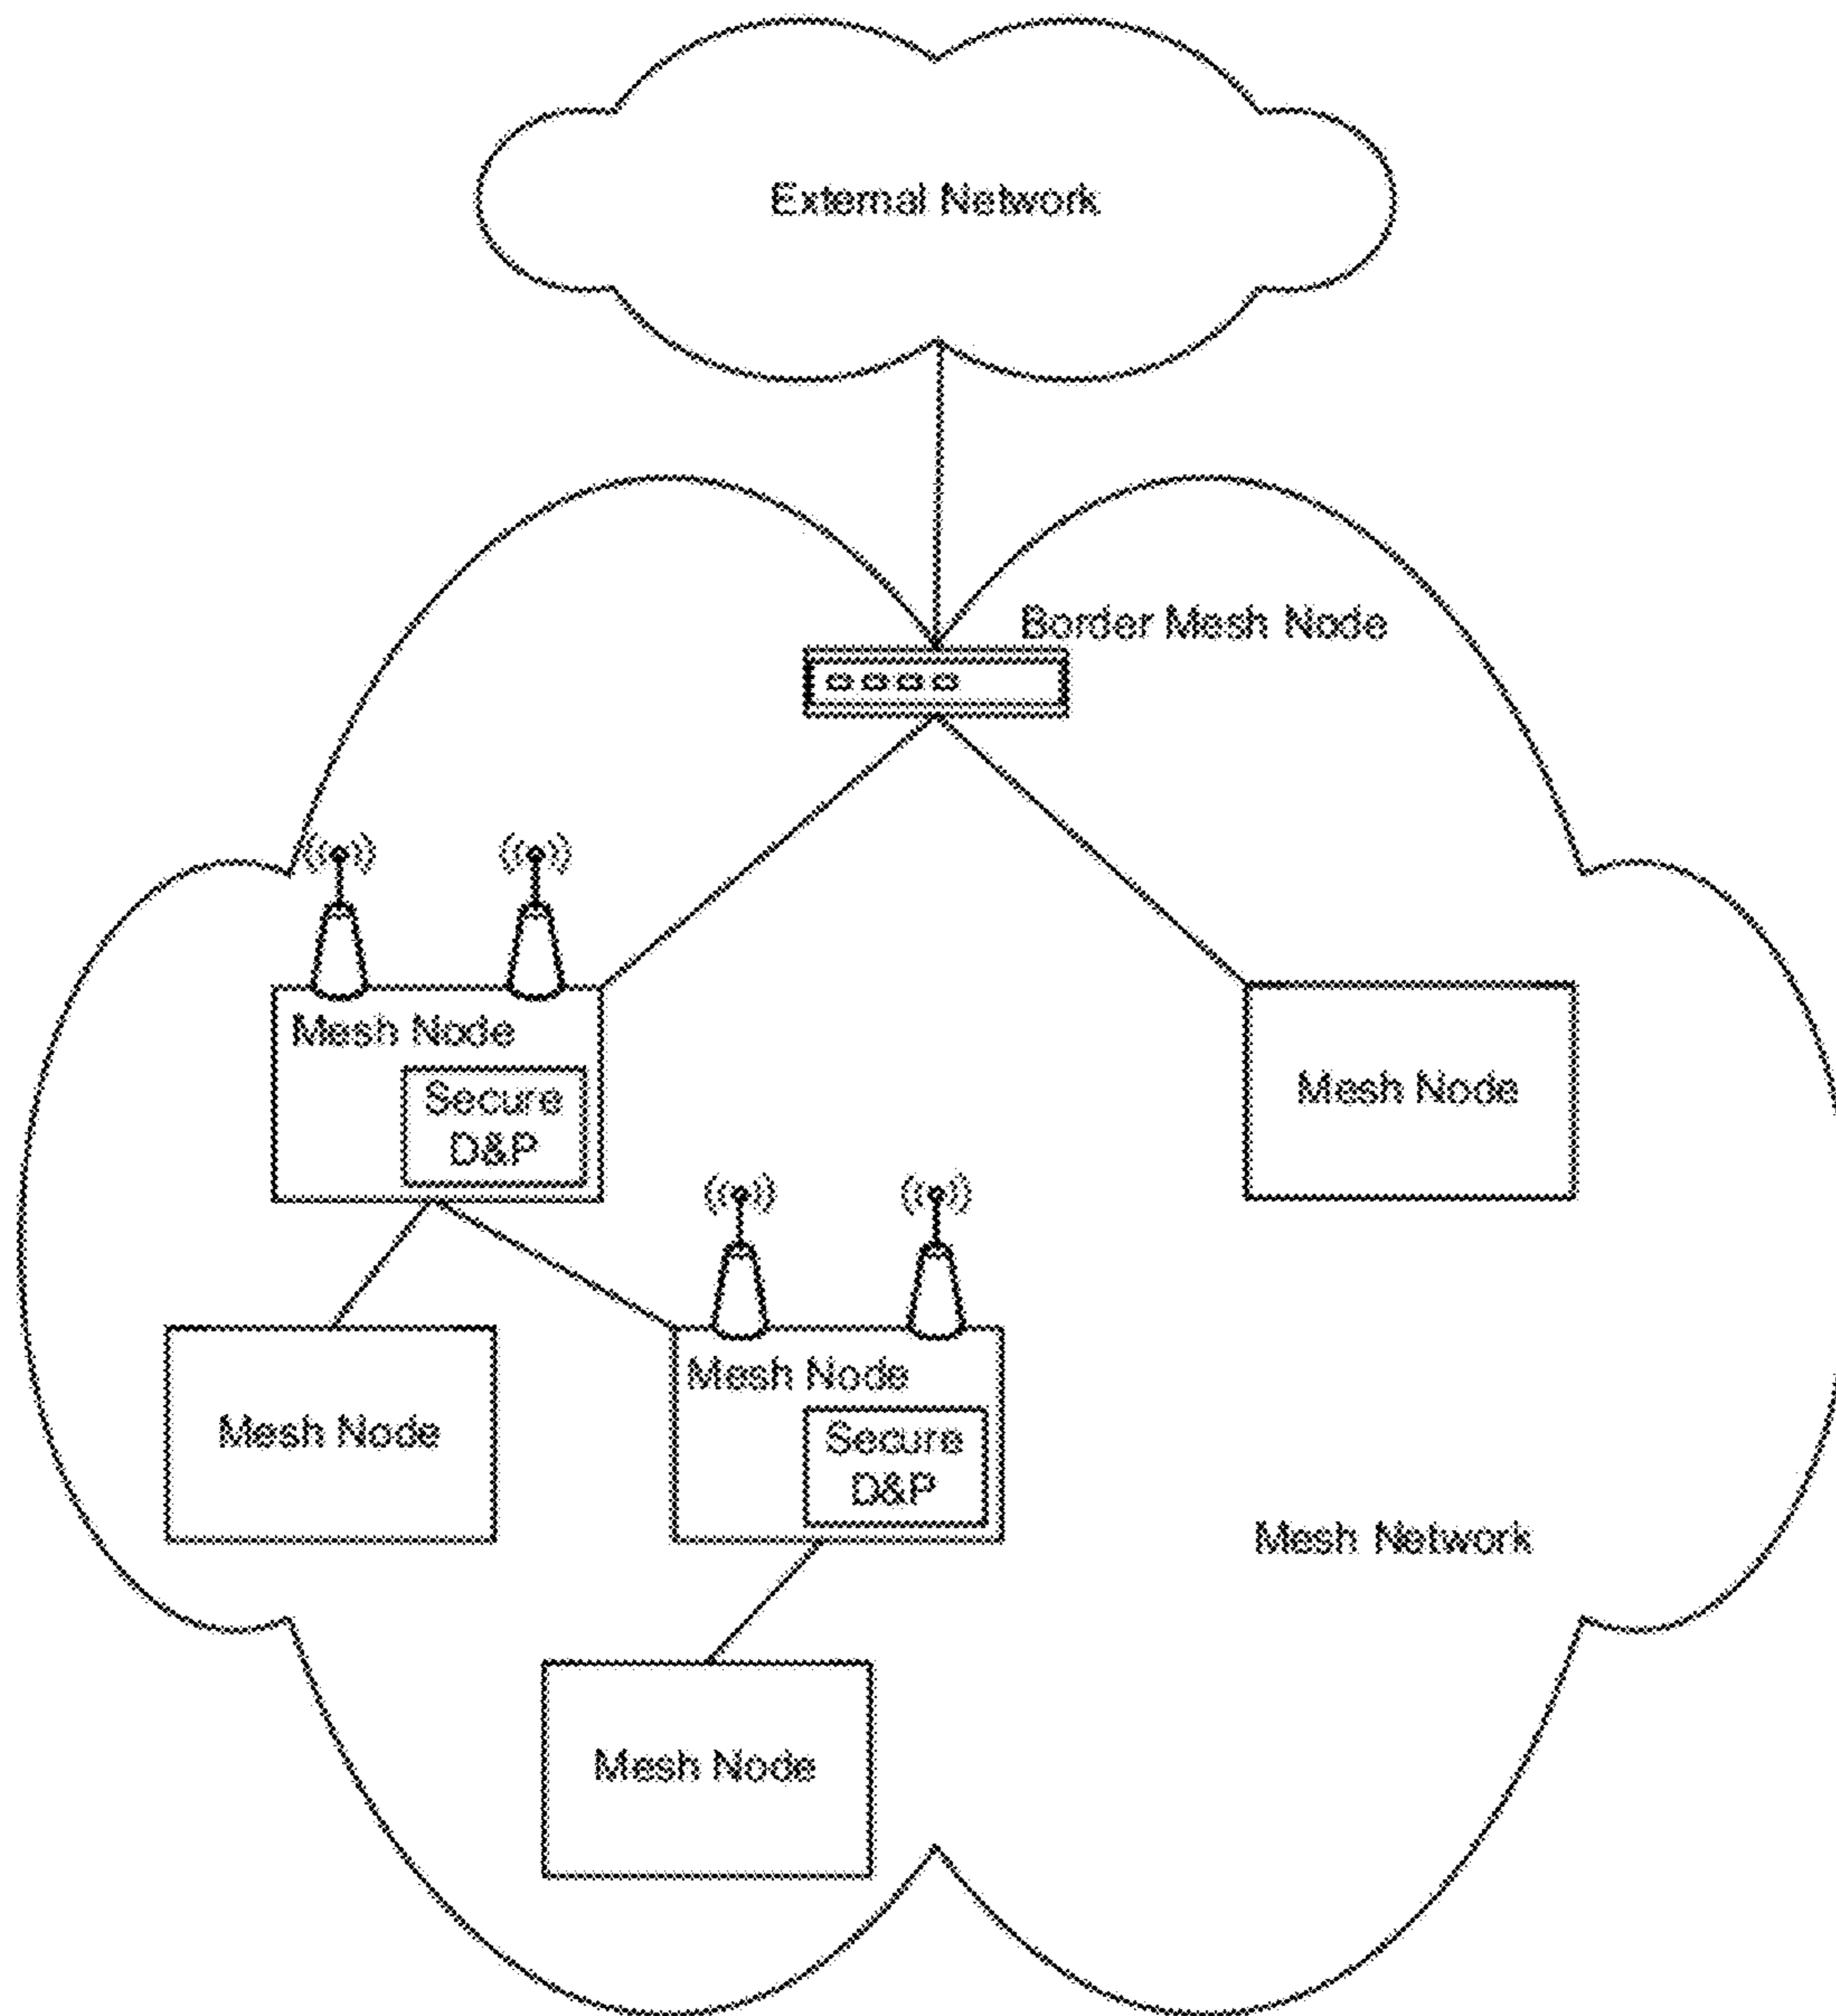 External Network
Border Mesh Node
Mesh Node
Secure
D&P
Mesh Node
Mesh Node
Mesh Node
Secure
D&P
Mesh Network
Mesh Node